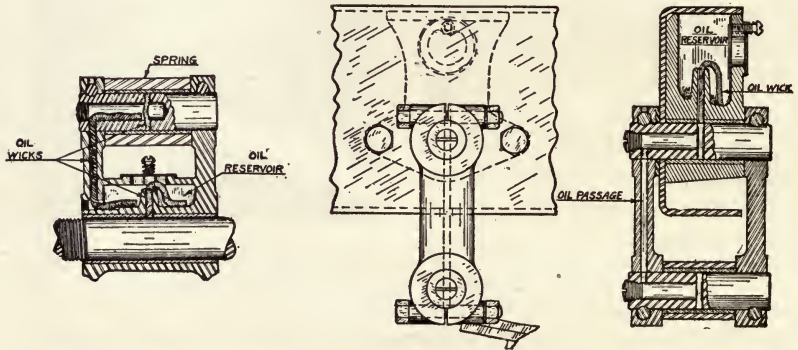 SPRING
OIL
WICKS
OIL
RESERVOIR
OIL
RESERVOIR
OIL WICK
OIL PASSAGE